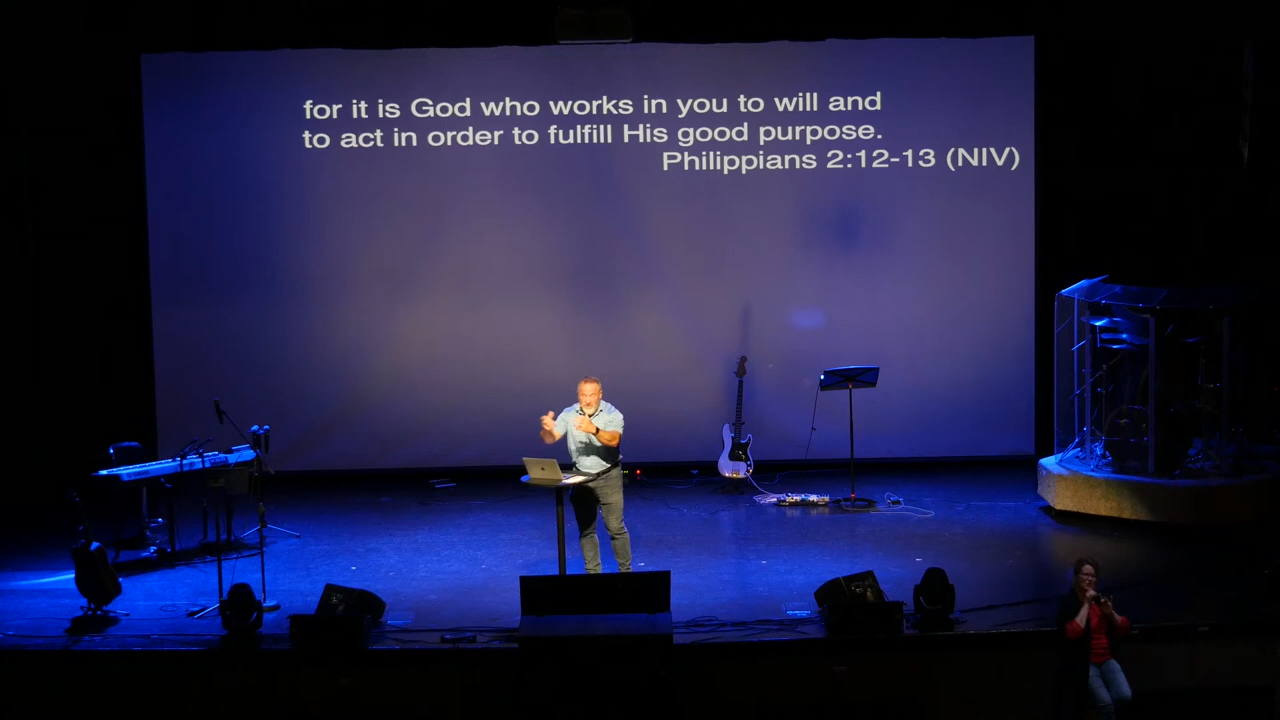 for it is God who works in you to will and
to act in order to fulfill His good purpose.
Philippians 2:12-13 (NIV)